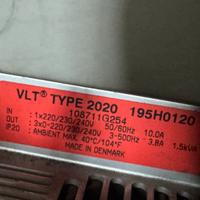 VLT® TYPE 2020 195H0120
108711G254
IN : 1x220/230/240V 50/60Hz 10.0A
OUT : 3x0-220/230/240V 3-500Hz 3.8A 1.5kVA
IP20 : AMBIENT MAX. 40°C/104°F
MADE IN DENMARK